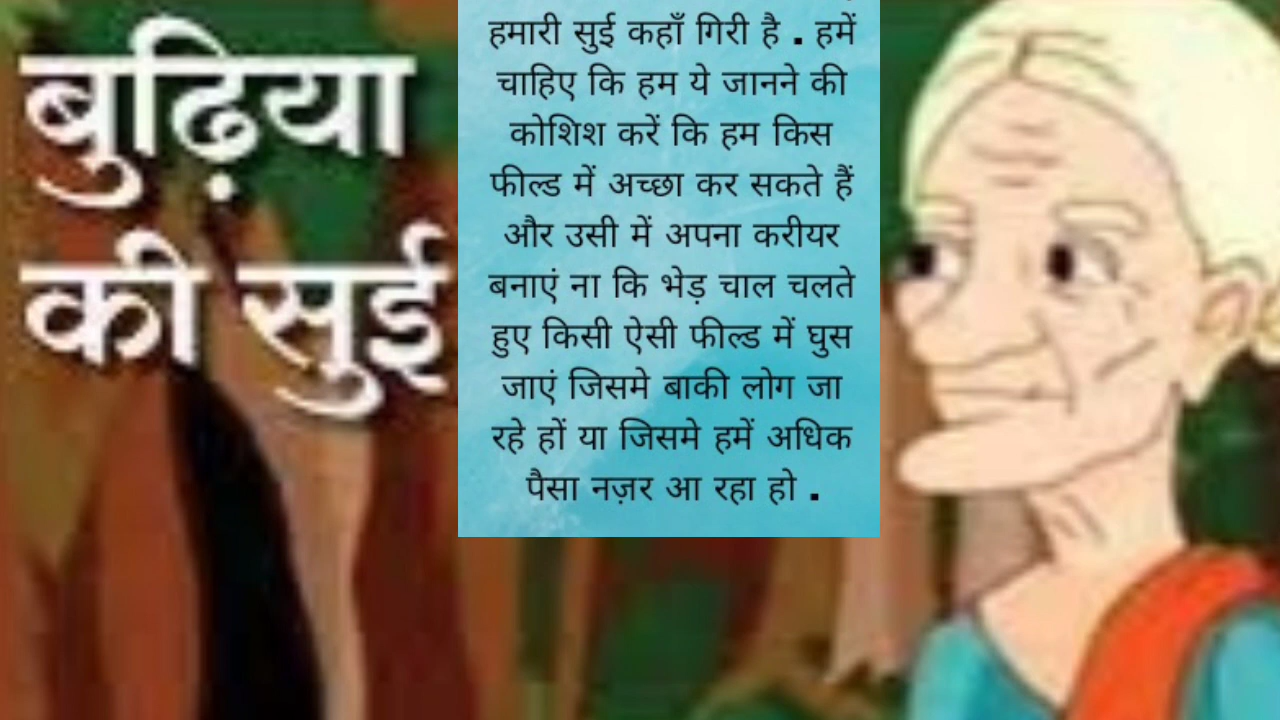 बुढ़िया
की सुई
हमारी सुई कहाँ गिरी है . हमें
चाहिए कि हम ये जानने की
कोशिश करें कि हम किस
फील्ड में अच्छा कर सकते हैं
और उसी में अपना करीयर
बनाएं ना कि भेड़ चाल चलते
हुए किसी ऐसी फील्ड में घुस
जाएं जिसमे बाकी लोग जा
रहे हों या जिसमे हमें अधिक
पैसा नज़र आ रहा हो .